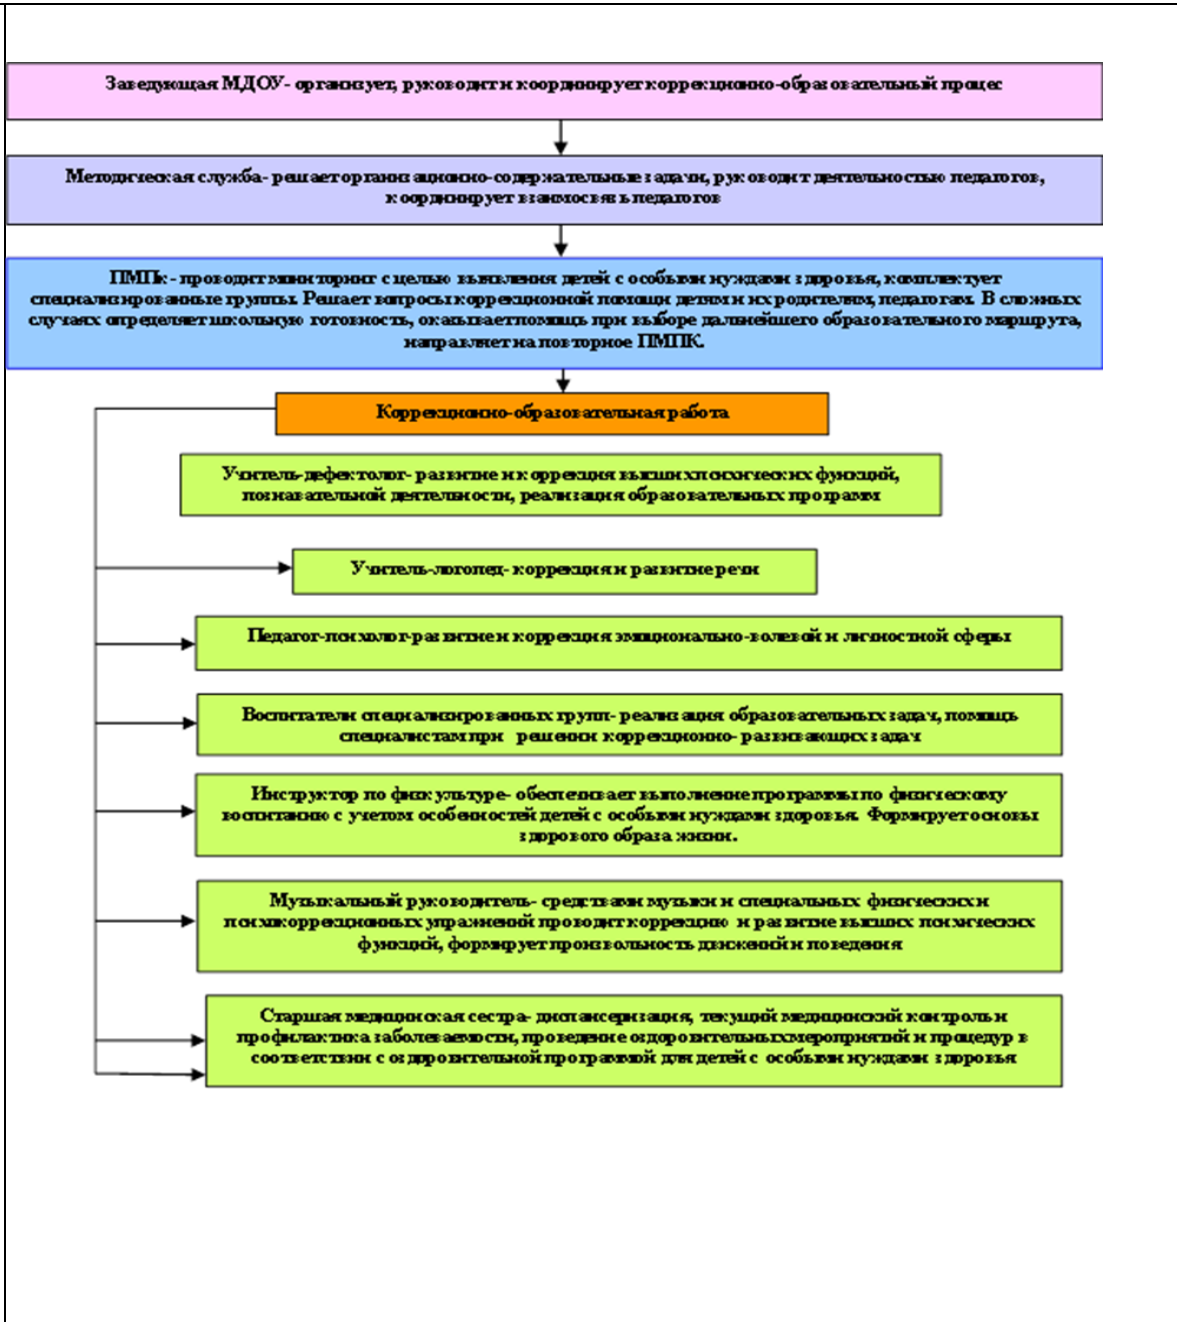 Заведующая МДОУ- организует, руководит и координирует коррекционно-образовательный процес
Методическая служба- решает организационно-содержательные задачи, руководит деятельностью педагогов,
координирует взаимосвязь педагогов
ПМПк - проводит мониторинг с целью выявления детей с особыми нуждами здоровья, комплектует
специализированные группы. Решает вопросы коррекционной помощи детям и их родителям, педагогам. В сложных
случаях определяет школьную готовность, оказывает помощь при выборе дальнейшего образовательного маршрута,
направляет на повторное ПМПК.
Коррекционно-образовательная работа
Учитель-дефектолог- развитие и коррекция высших психических функций,
познавательной деятельности, реализация образовательных программ
Учитель-логопед- коррекция и развитие речи
Педагог-психолог-развитие и коррекция эмоционально-волевой и личностной сферы
Воспитатели специализированных групп- реализация образовательных задач, помощь
специалистам при решении коррекционно- развивающих задач
Инструктор по физкультуре- обеспечивает выполнение программы по физическому
воспитанию с учетом особенностей детей с особыми нуждами здоровья. Формирует основы
здорового образа жизни.
Музыкальный руководитель- средствами музыки и специальных физических и
психокоррекционных упражнений проводит коррекцию и развитие высших психических
функций, формирует произвольность движений и поведения
Старшая медицинская сестра- диспансеризация, текущий медицинский контроль и
профилактика заболеваемости, проведение оздоровительных мероприятий и процедур в
соответствии с оздоровительной программой для детей с особыми нуждами здоровья